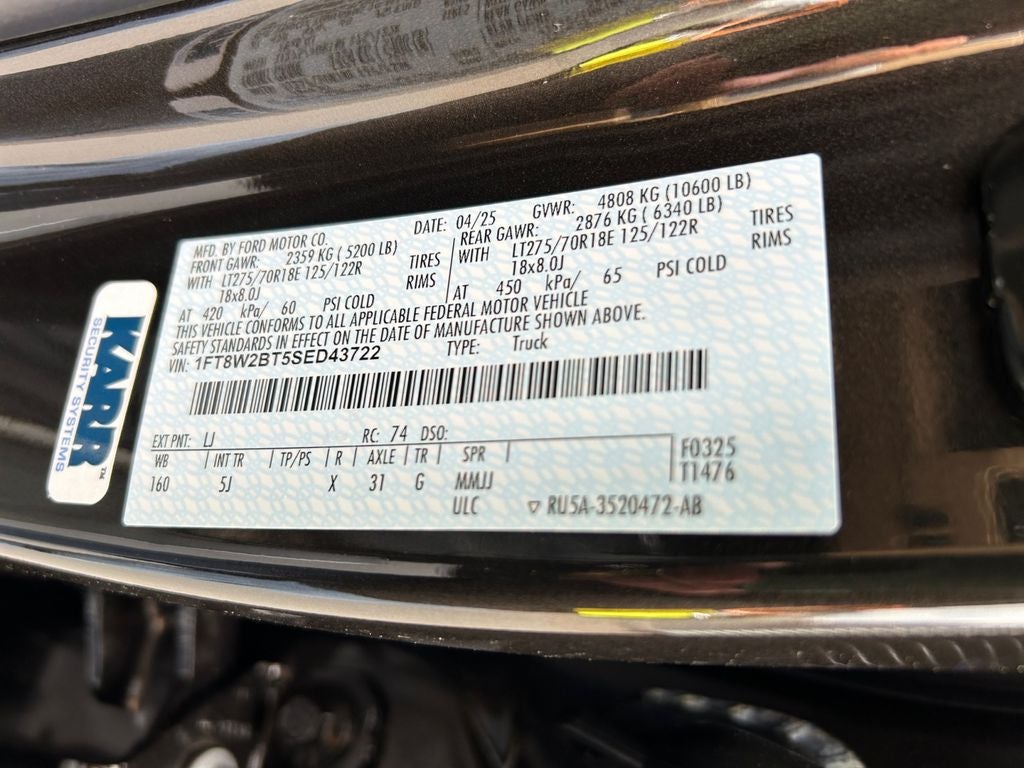 MFD. BY FORD MOTOR CO. DATE: 04/25 GVWR: 4808 KG (10600 LB)
FRONT GAWR: 2359 KG ( 5200 LB) REAR GAWR: 2876 KG ( 6340 LB)
WITH LT275/70R18E 125/122R TIRES WITH LT275/70R18E 125/122R TIRES
18x8.0J RIMS 18x8.0J RIMS
AT 420 kPa/ 60 PSI COLD AT 450 kPa/ 65 PSI COLD
THIS VEHICLE CONFORMS TO ALL APPLICABLE FEDERAL MOTOR VEHICLE
SAFETY STANDARDS IN EFFECT ON THE DATE OF MANUFACTURE SHOWN ABOVE.
VIN: 1FT8W2BT5SED43722 TYPE: Truck
EXT PNT: LJ RC: 74 DSO:
WB INT TR TP/PS R AXLE TR SPR F0325
160 5J X 31 G MMJJ T1476
ULC ▽ RU5A-3520472-AB
KARR™
SECURITY SYSTEMS